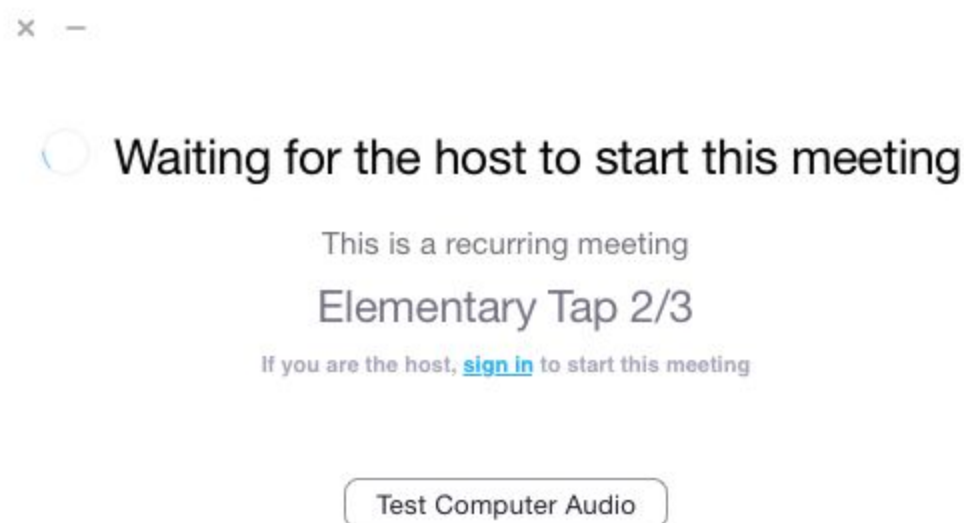 Waiting for the host to start this meeting
This is a recurring meeting
Elementary Tap 2/3
If you are the host, sign in to start this meeting
Test Computer Audio